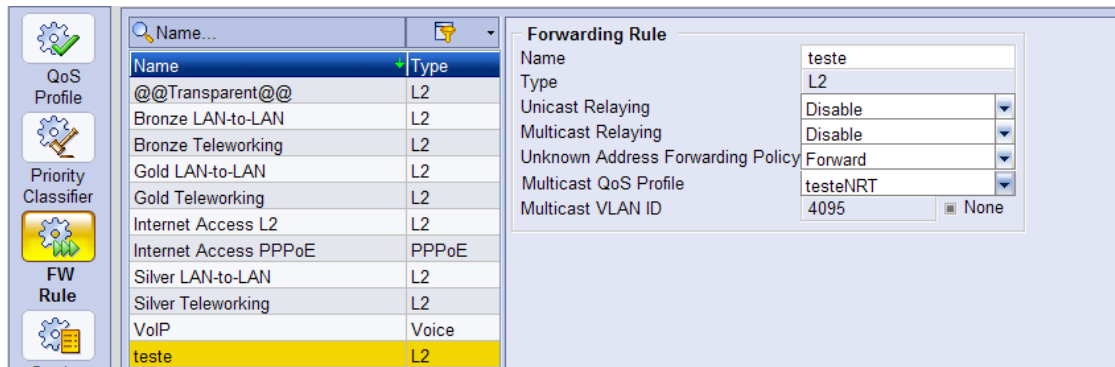 QoS
Profile
Priority
Classifier
FW
Rule
Name...
Name Type
@@Transparent@@ L2
Bronze LAN-to-LAN L2
Bronze Teleworking L2
Gold LAN-to-LAN L2
Gold Teleworking L2
Internet Access L2 L2
Internet Access PPPoE PPPoE
Silver LAN-to-LAN L2
Silver Teleworking L2
VoIP Voice
teste L2
Forwarding Rule
Name teste
Type L2
Unicast Relaying Disable
Multicast Relaying Disable
Unknown Address Forwarding Policy Forward
Multicast QoS Profile testeNRT
Multicast VLAN ID 4095 None